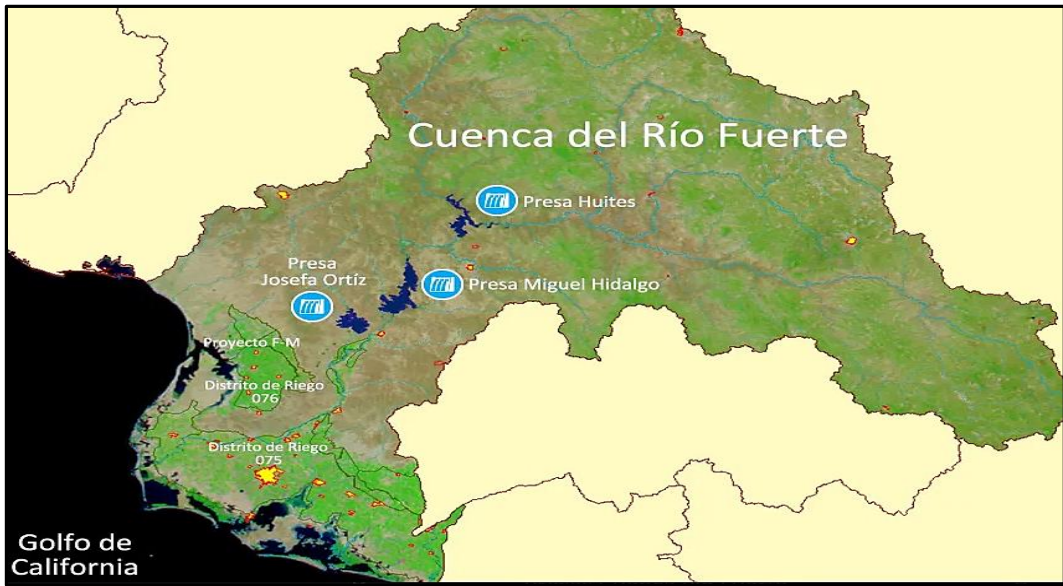 Cuenca del Río Fuerte
Presa Huites
Presa
Josefa Ortíz
Presa Miguel Hidalgo
Proyecto F-M
Distrito de Riego
076
Distrito de Riego
075
Golfo de
California